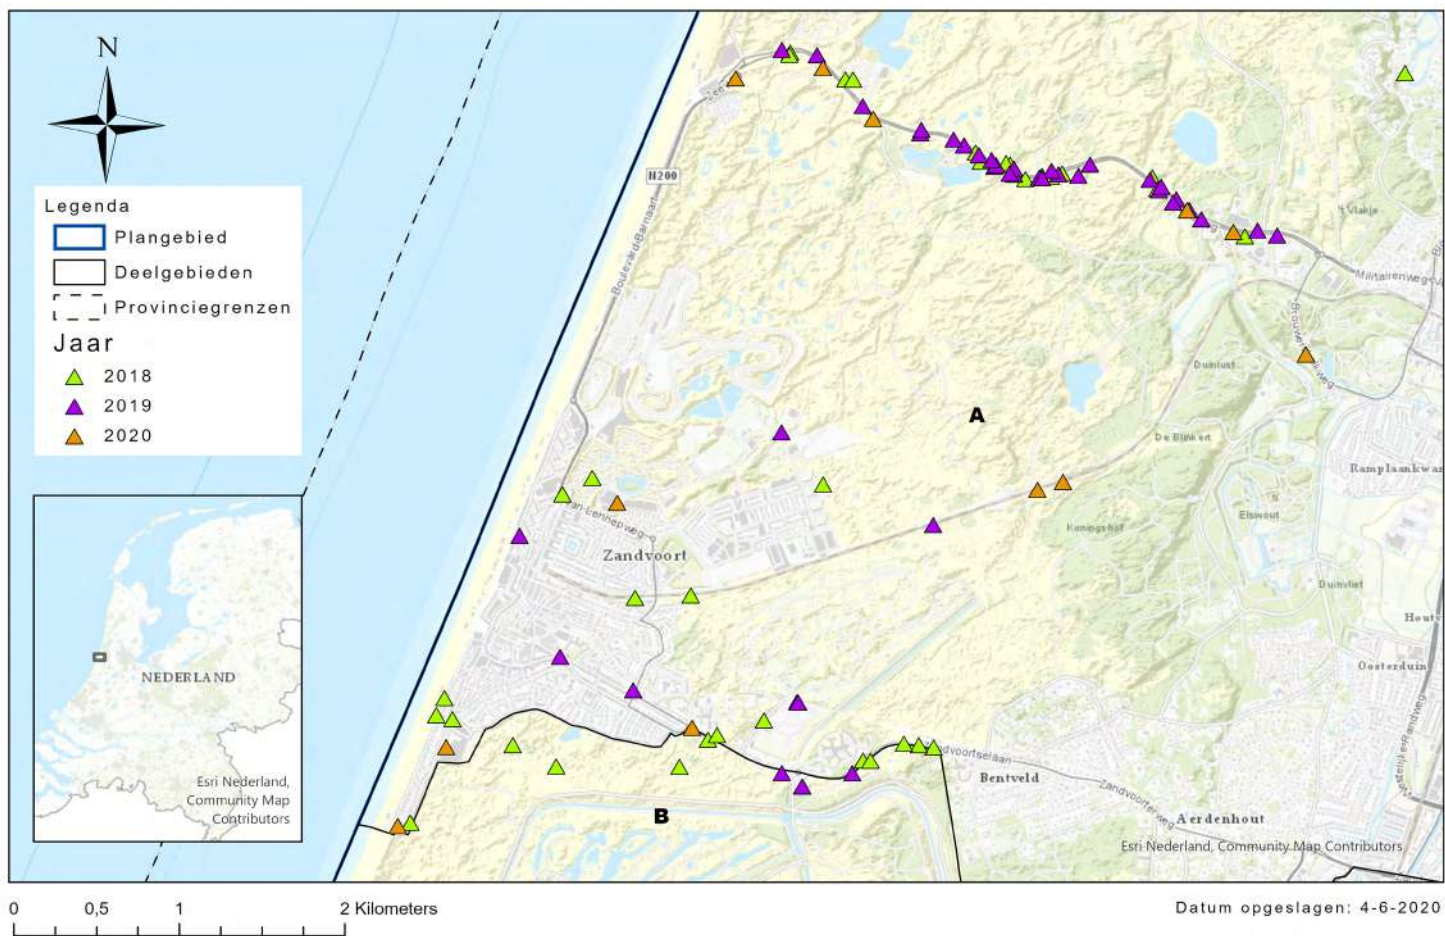 N
Legenda
Plangebied
Deelgebieden
Provinciegrenzen
Jaar
2018
2019
2020
N200
Boulevard-Barnaart
't Vlakje
Militairenweg
Duinlust
De Blinkert
A
Ramplaankwar
Elswout
Koningshof
Zandvoort
Duinvliet
Oosterduin
NEDERLAND
Esri Nederland,
Community Map
Contributors
B
Bentveld
Zandvoorterweg
Aerdenhout
Esri Nederland, Community Map Contributors
0 0,5 1 2 Kilometers
Datum opgeslagen: 4-6-2020